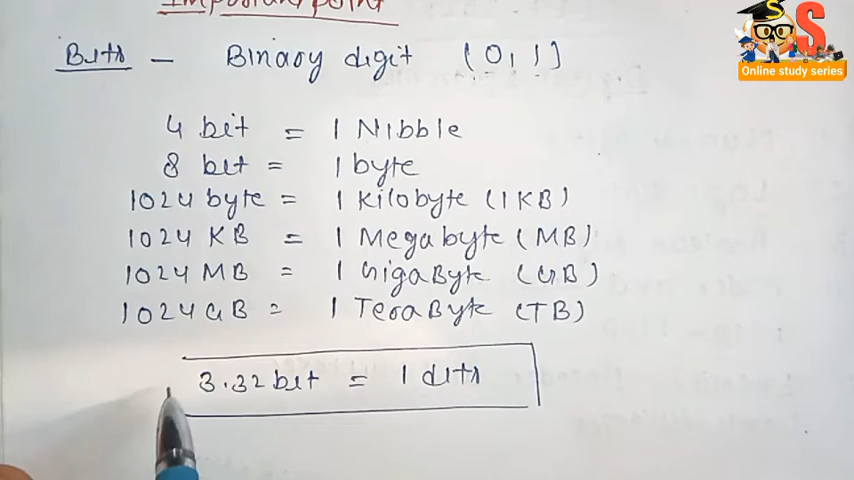 Important point
S
Online study series
Bits - Binary digit (0,1)
4 bit = 1 Nibble
8 bit = 1 byte
1024 byte = 1 Kilobyte (1KB)
1024 KB = 1 Megabyte (MB)
1024 MB = 1 GigaByte (GB)
1024 GB = 1 TeraByte (TB)
3.32 bit = 1 dits